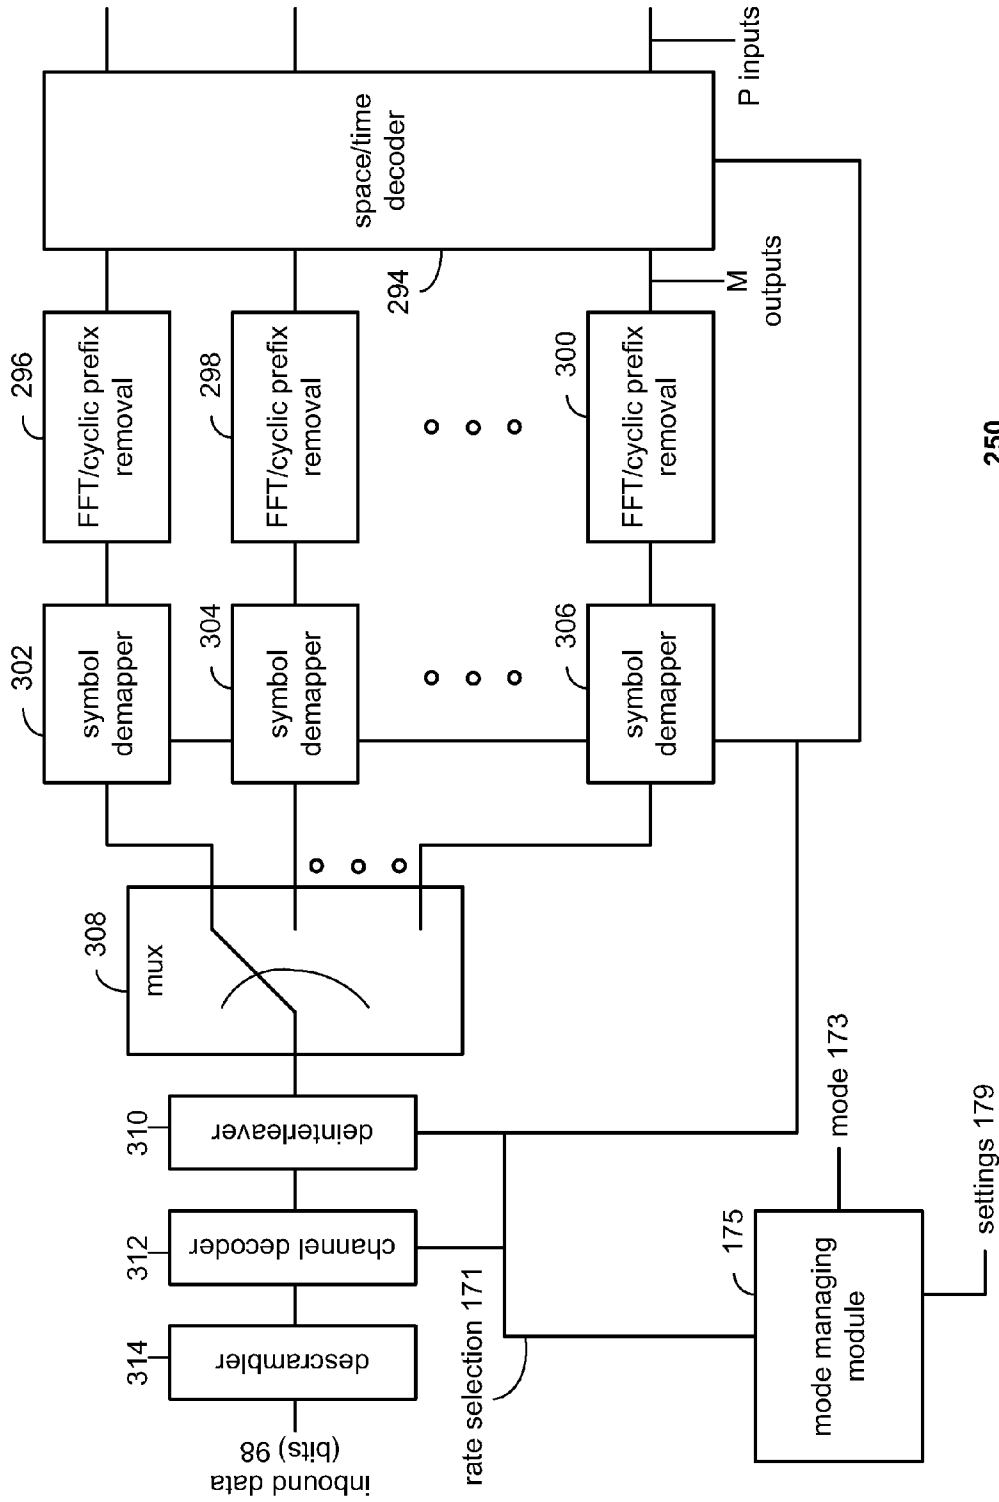 inbound data
(bits) 98
314
descrambler
312
channel decoder
310
deinterleaver
308
mux
302
symbol
demapper
304
symbol
demapper
306
symbol
demapper
296
FFT/cyclic prefix
removal
298
FFT/cyclic prefix
removal
300
FFT/cyclic prefix
removal
294
space/time
decoder
M
outputs
P inputs
rate selection 171
175
mode managing
module
mode 173
settings 179
250